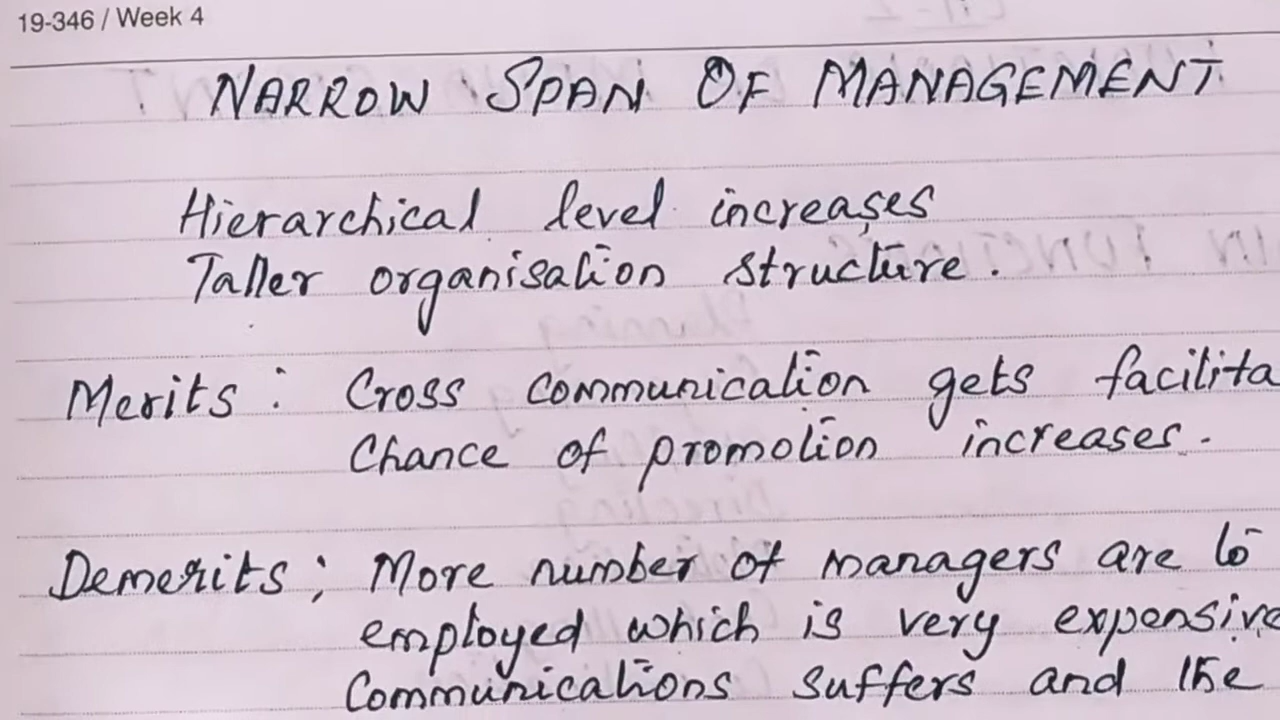 19-346 / Week 4
NARROW SPAN OF MANAGEMENT
Hierarchical level increases
Taller organisation structure.
Merits : Cross communication gets facilita
Chance of promotion increases.
Demerits ; More number of managers are to
employed which is very expensive
Communications suffers and the